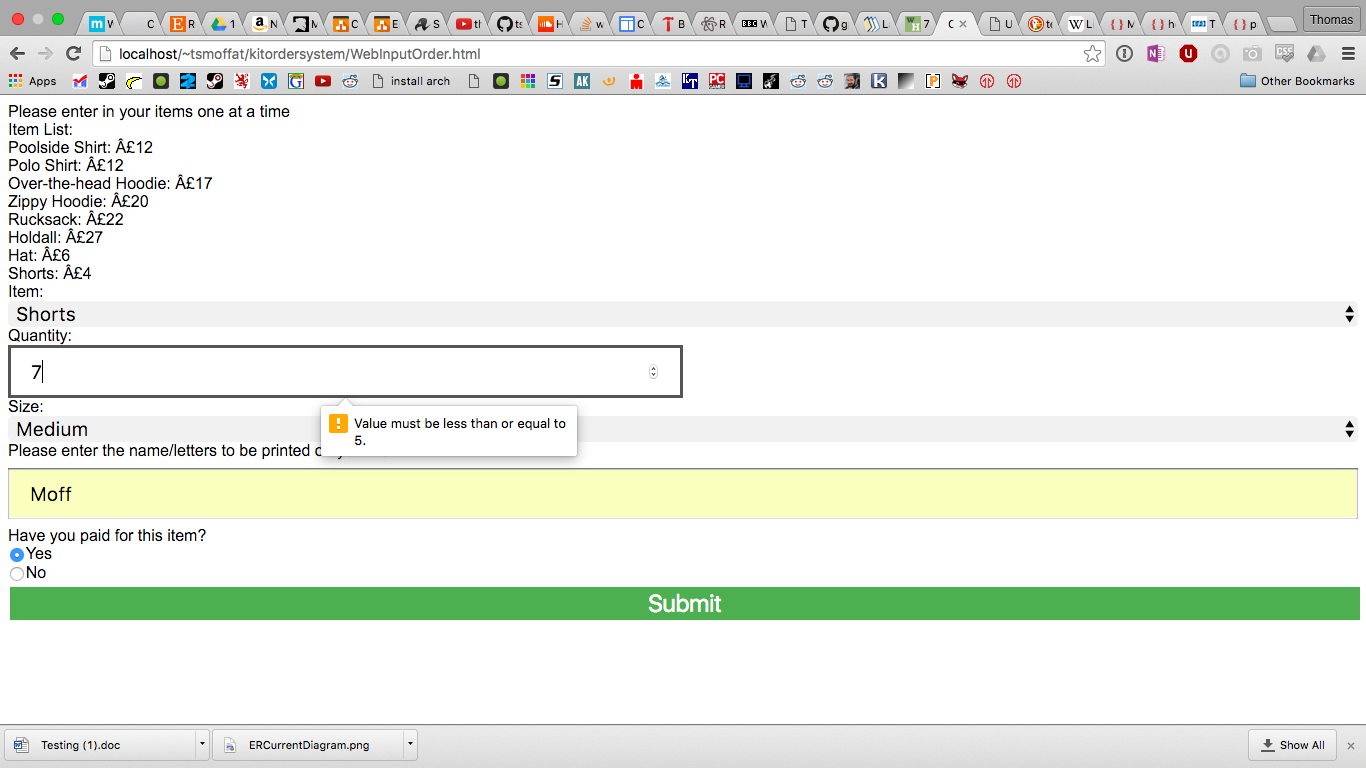 Thomas
localhost/~tsmoffat/kitordersystem/WebInputOrder.html
Apps
install arch
Other Bookmarks
Please enter in your items one at a time
Item List:
Poolside Shirt: Â£12
Polo Shirt: Â£12
Over-the-head Hoodie: Â£17
Zippy Hoodie: Â£20
Rucksack: Â£22
Holdall: Â£27
Hat: Â£6
Shorts: Â£4
Item:
Shorts
Quantity:
7
Value must be less than or equal to
5.
Size:
Medium
Please enter the name/letters to be printed
Moff
Have you paid for this item?
Yes
No
Submit
Testing (1).doc
ERCurrentDiagram.png
Show All